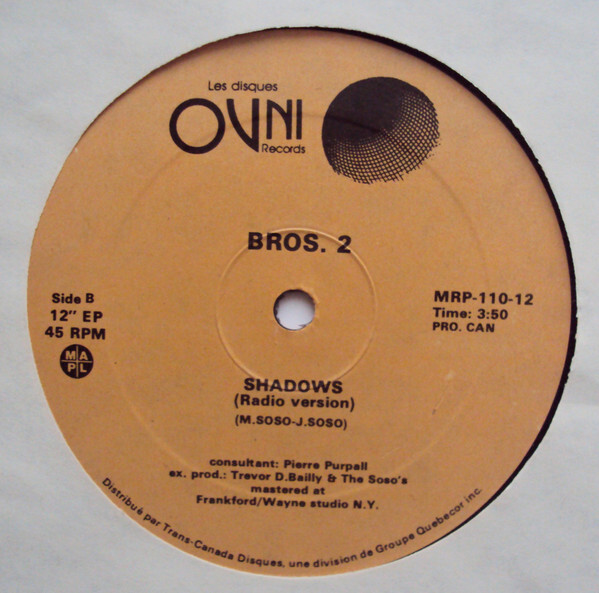 Les disques
OVNI
Records
BROS. 2
Side B
12" EP
45 RPM
MAPL
MRP-110-12
Time: 3:50
PRO. CAN
SHADOWS
(Radio version)
(M.SOSO-J.SOSO)
consultant: Pierre Purpall
ex. prod.: Trevor D.Bailly & The Soso's
mastered at
Frankford/Wayne studio N.Y.
Distribué par Trans-Canada Disques, une division de Groupe Quebecor inc.